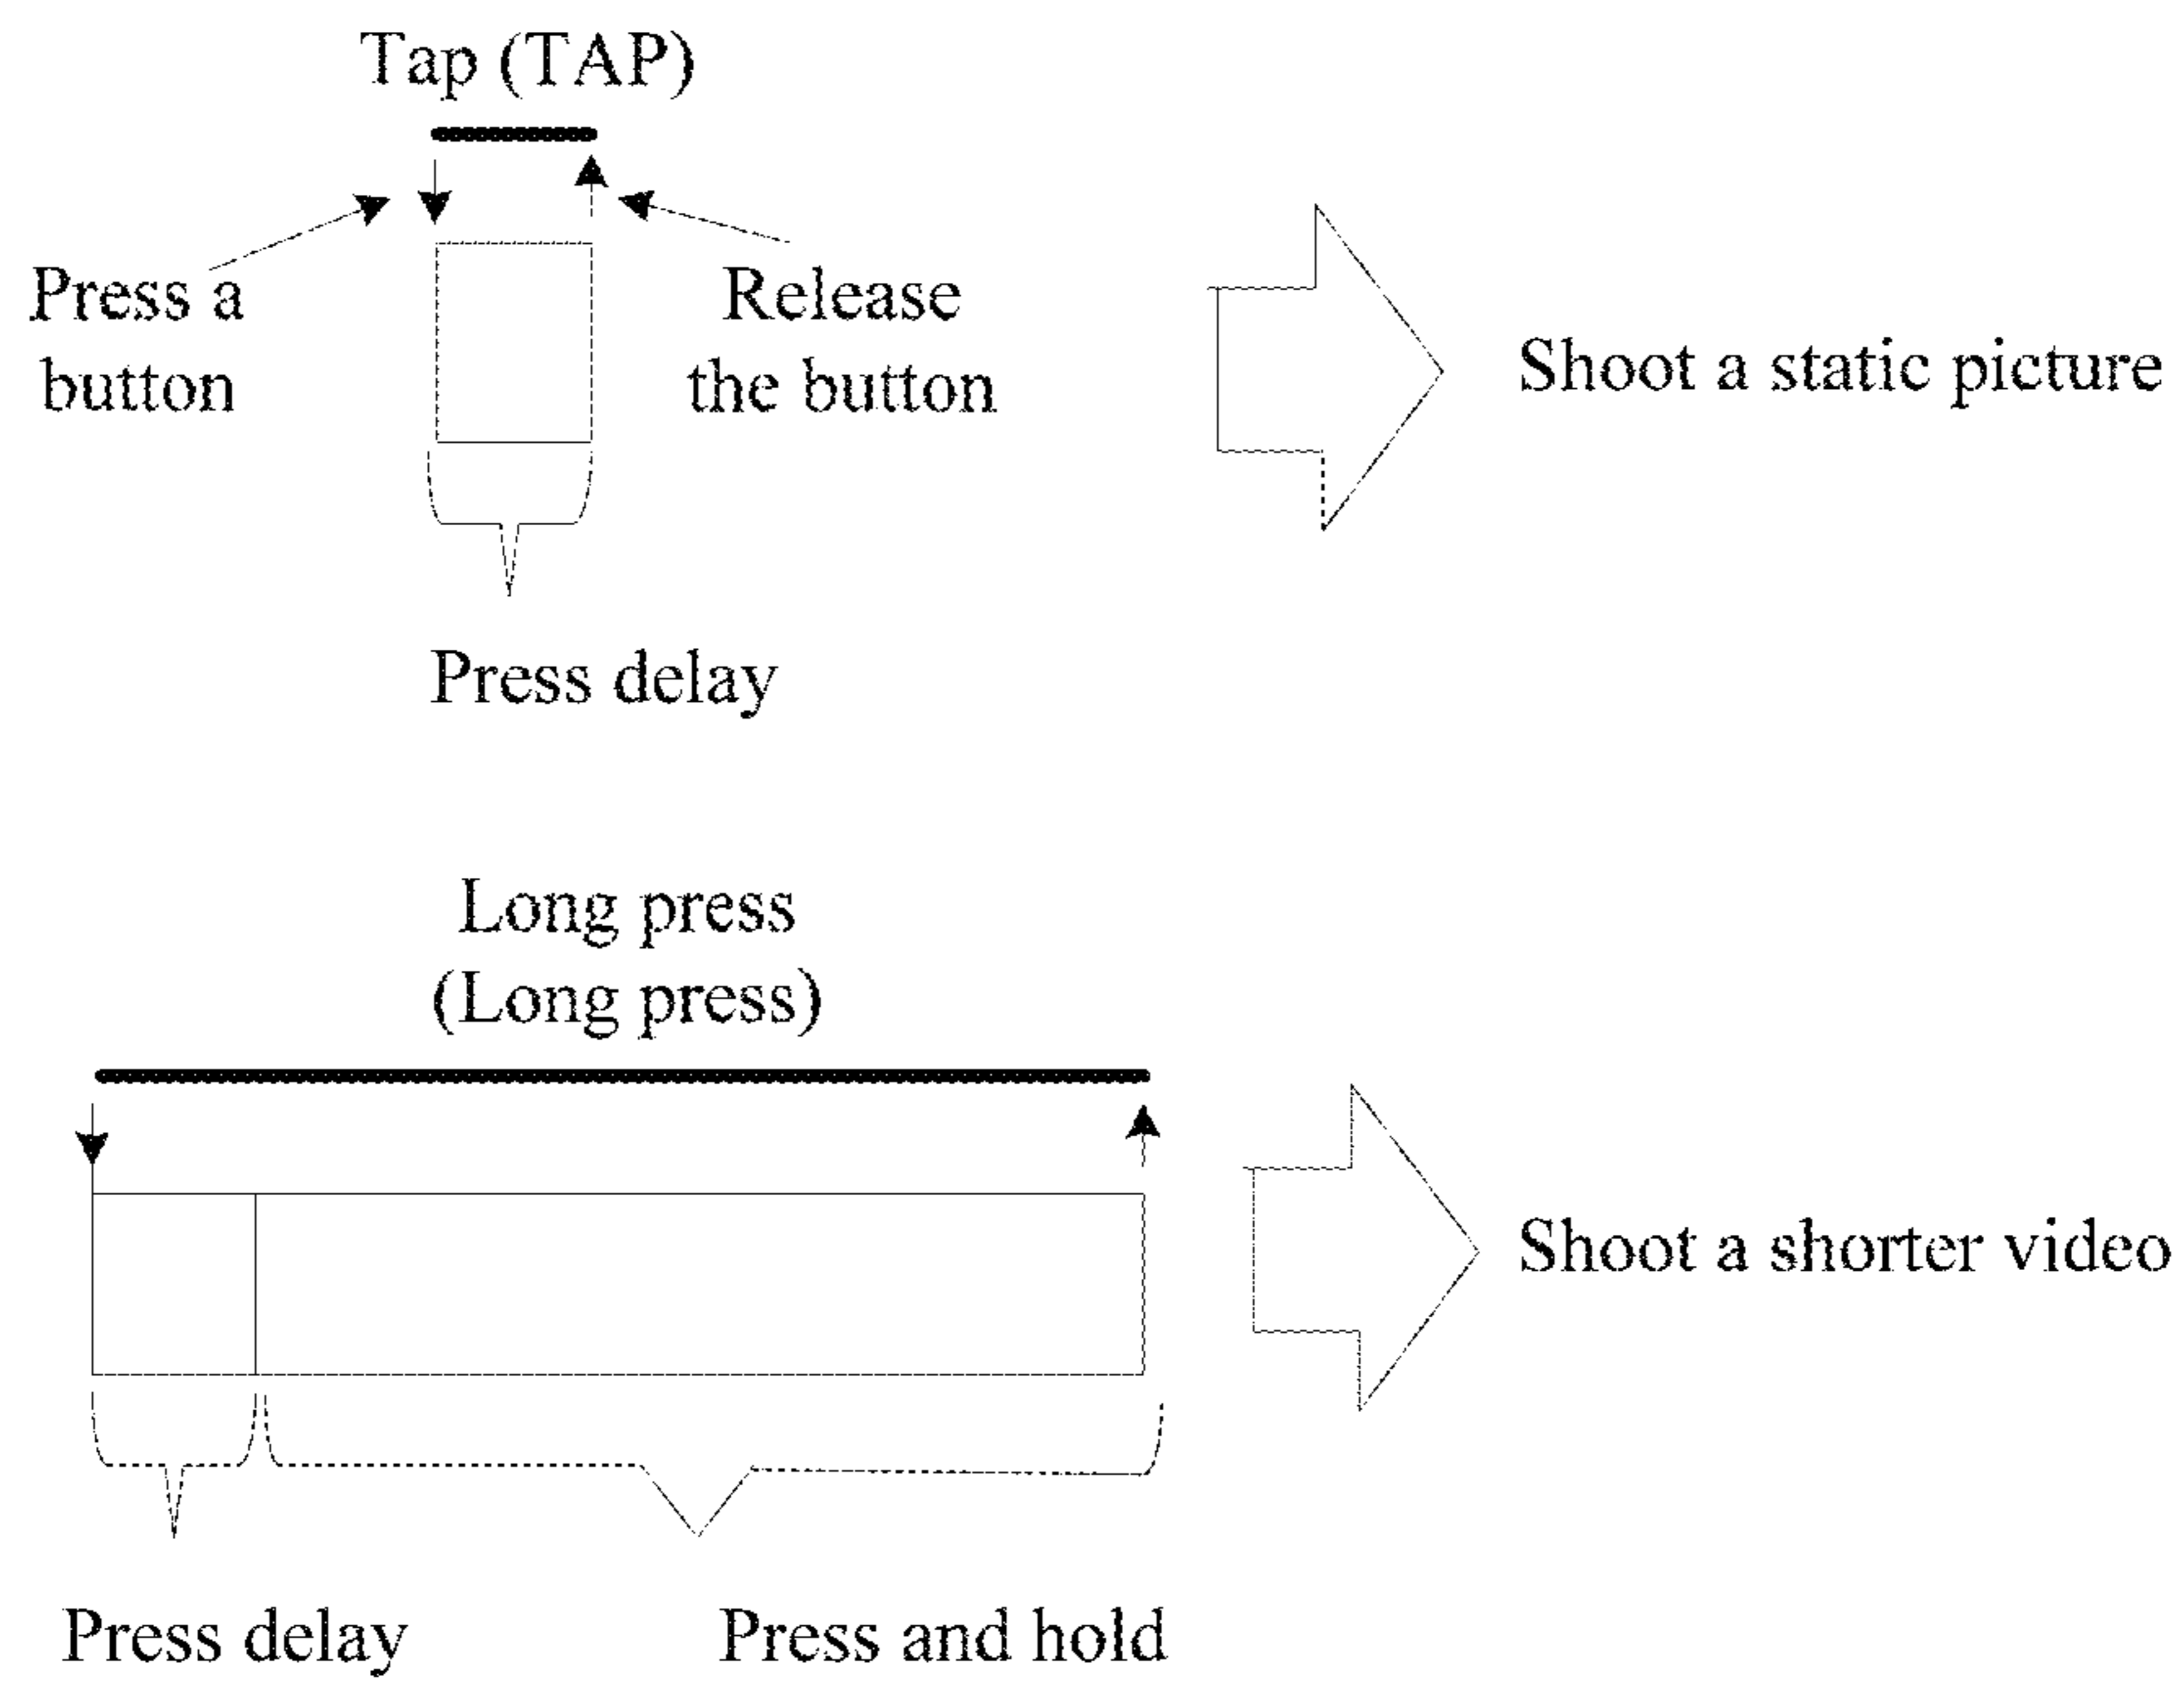 Tap (TAP)
Press a
button
Release
the button
Shoot a static picture
Press delay
Long press
(Long press)
Shoot a shorter video
Press delay
Press and hold